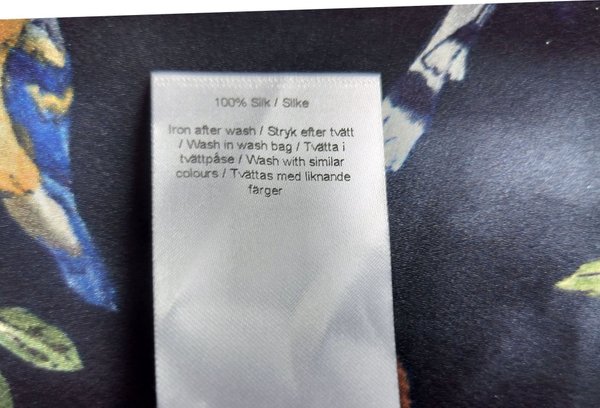 100% Silk / Silke
Iron after wash / Stryk efter tvätt
/ Wash in wash bag / Tvätta i
tvättpåse / Wash with similar
colours / Tvättas med liknande
färger